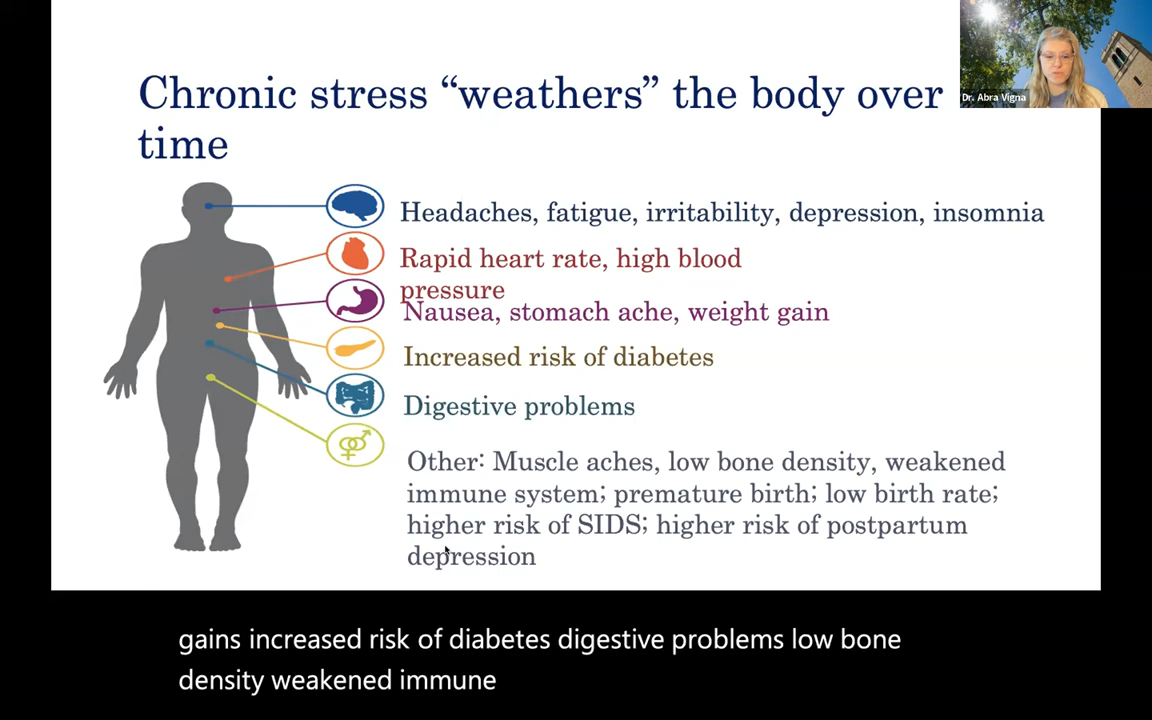 Chronic stress “weathers” the body over
time
Dr. Abra Vigna
Headaches, fatigue, irritability, depression, insomnia
Rapid heart rate, high blood
pressure
Nausea, stomach ache, weight gain
Increased risk of diabetes
Digestive problems
Other: Muscle aches, low bone density, weakened
immune system; premature birth; low birth rate;
higher risk of SIDS; higher risk of postpartum
depression
gains increased risk of diabetes digestive problems low bone
density weakened immune